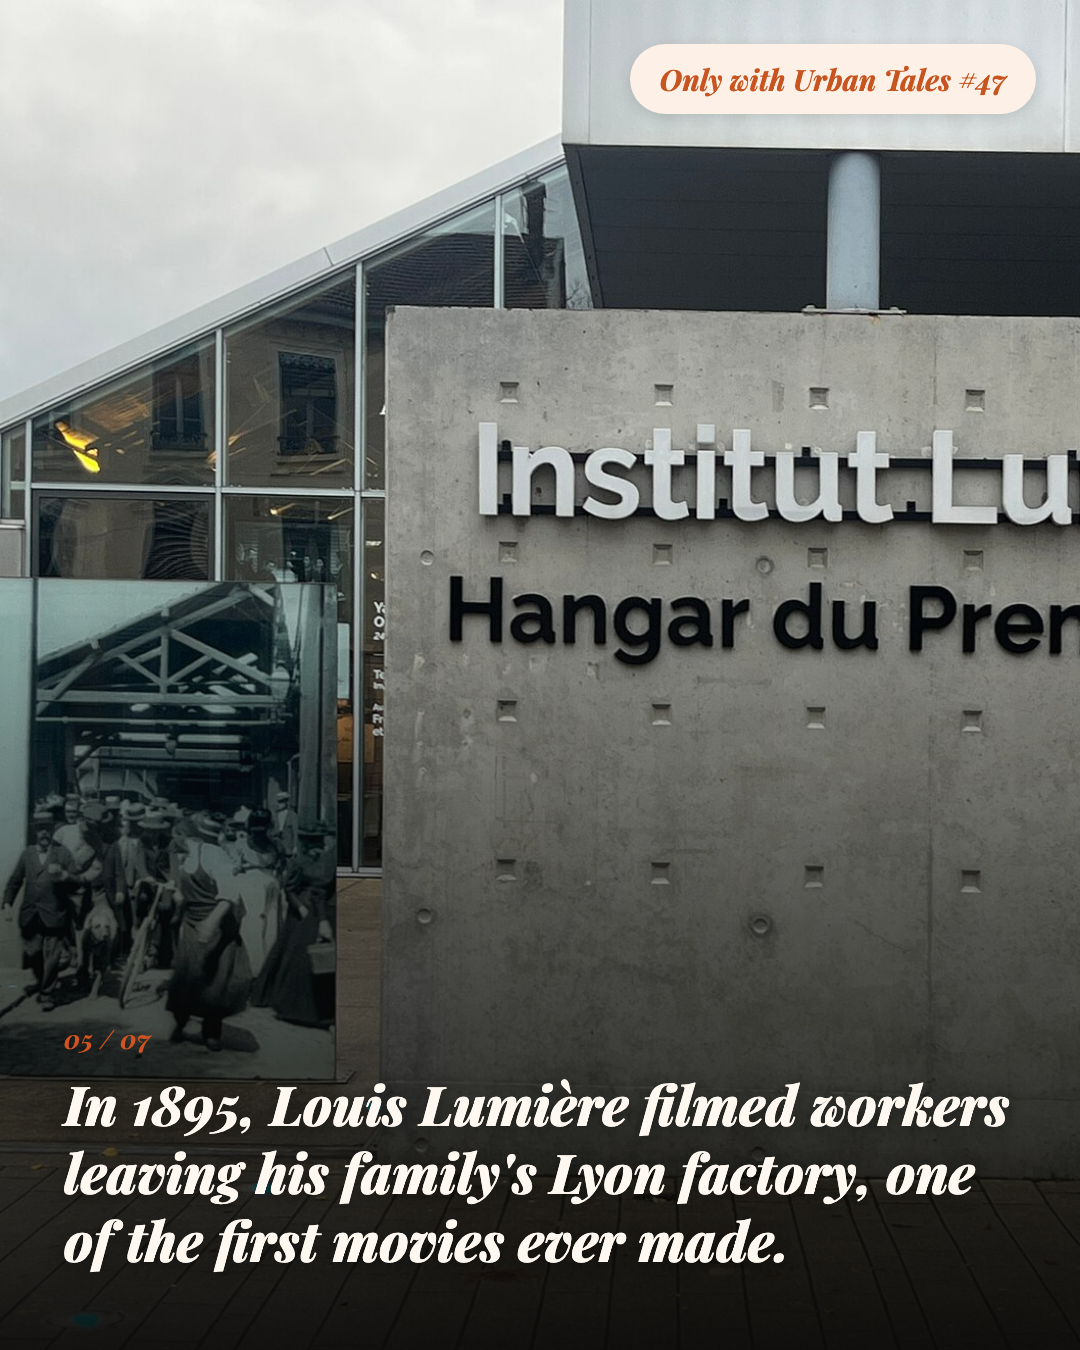 Only with Urban Tales #47
Institut Lu
Hangar du Prem
05 / 07
In 1895, Louis Lumière filmed workers
leaving his family's Lyon factory, one
of the first movies ever made.